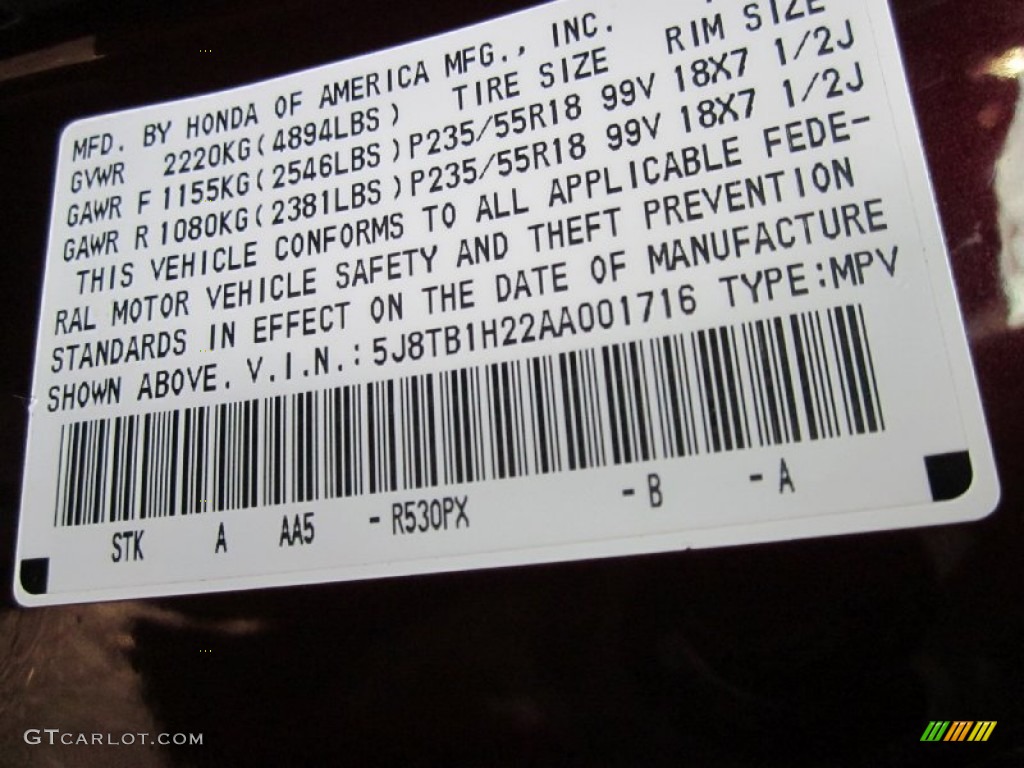 MFD. BY HONDA OF AMERICA MFG., INC.
GVWR 2220KG(4894LBS) TIRE SIZE RIM SIZE
GAWR F 1155KG(2546LBS)P235/55R18 99V 18X7 1/2J
GAWR R 1080KG(2381LBS)P235/55R18 99V 18X7 1/2J
THIS VEHICLE CONFORMS TO ALL APPLICABLE FEDE-
RAL MOTOR VEHICLE SAFETY AND THEFT PREVENTION
STANDARDS IN EFFECT ON THE DATE OF MANUFACTURE
SHOWN ABOVE. V.I.N.:5J8TB1H22AA001716 TYPE:MPV
STK A AA5 -R530PX -B -A
GTCARLOT.COM